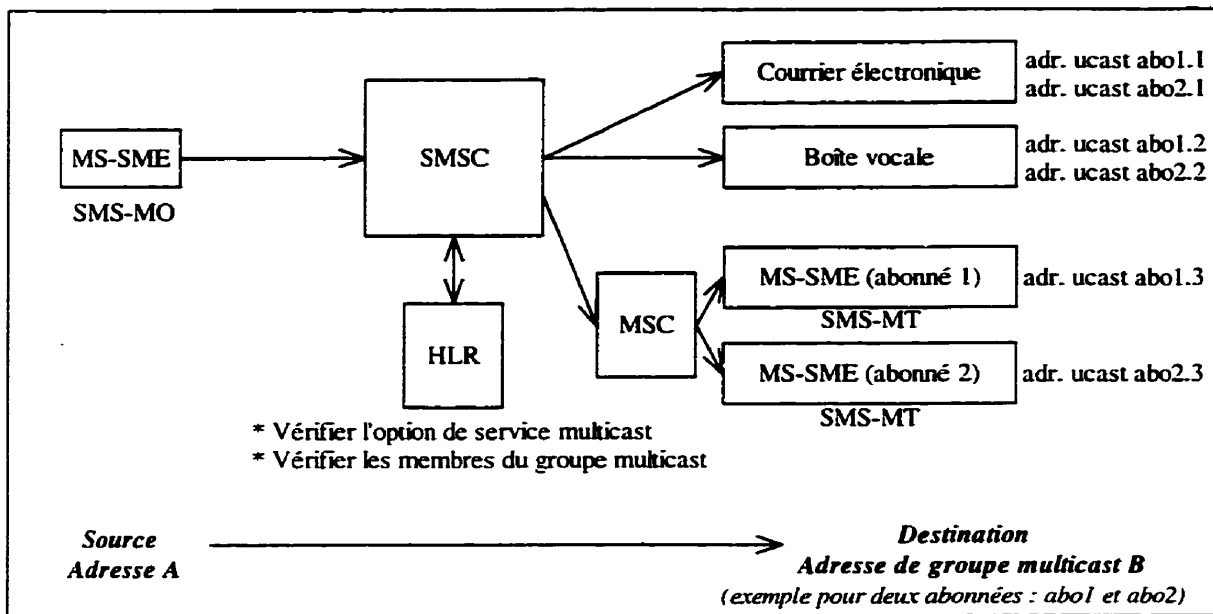 Courrier électronique
adr. ucast abo1.1
adr. ucast abo2.1
MS-SME
SMS-MO
SMSC
Boîte vocale
adr. ucast abo1.2
adr. ucast abo2.2
HLR
MSC
MS-SME (abonné 1)
adr. ucast abo1.3
SMS-MT
MS-SME (abonné 2)
adr. ucast abo2.3
SMS-MT
* Vérifier l'option de service multicast
* Vérifier les membres du groupe multicast
Source
Adresse A
Destination
Adresse de groupe multicast B
(exemple pour deux abonnées : abo1 et abo2)